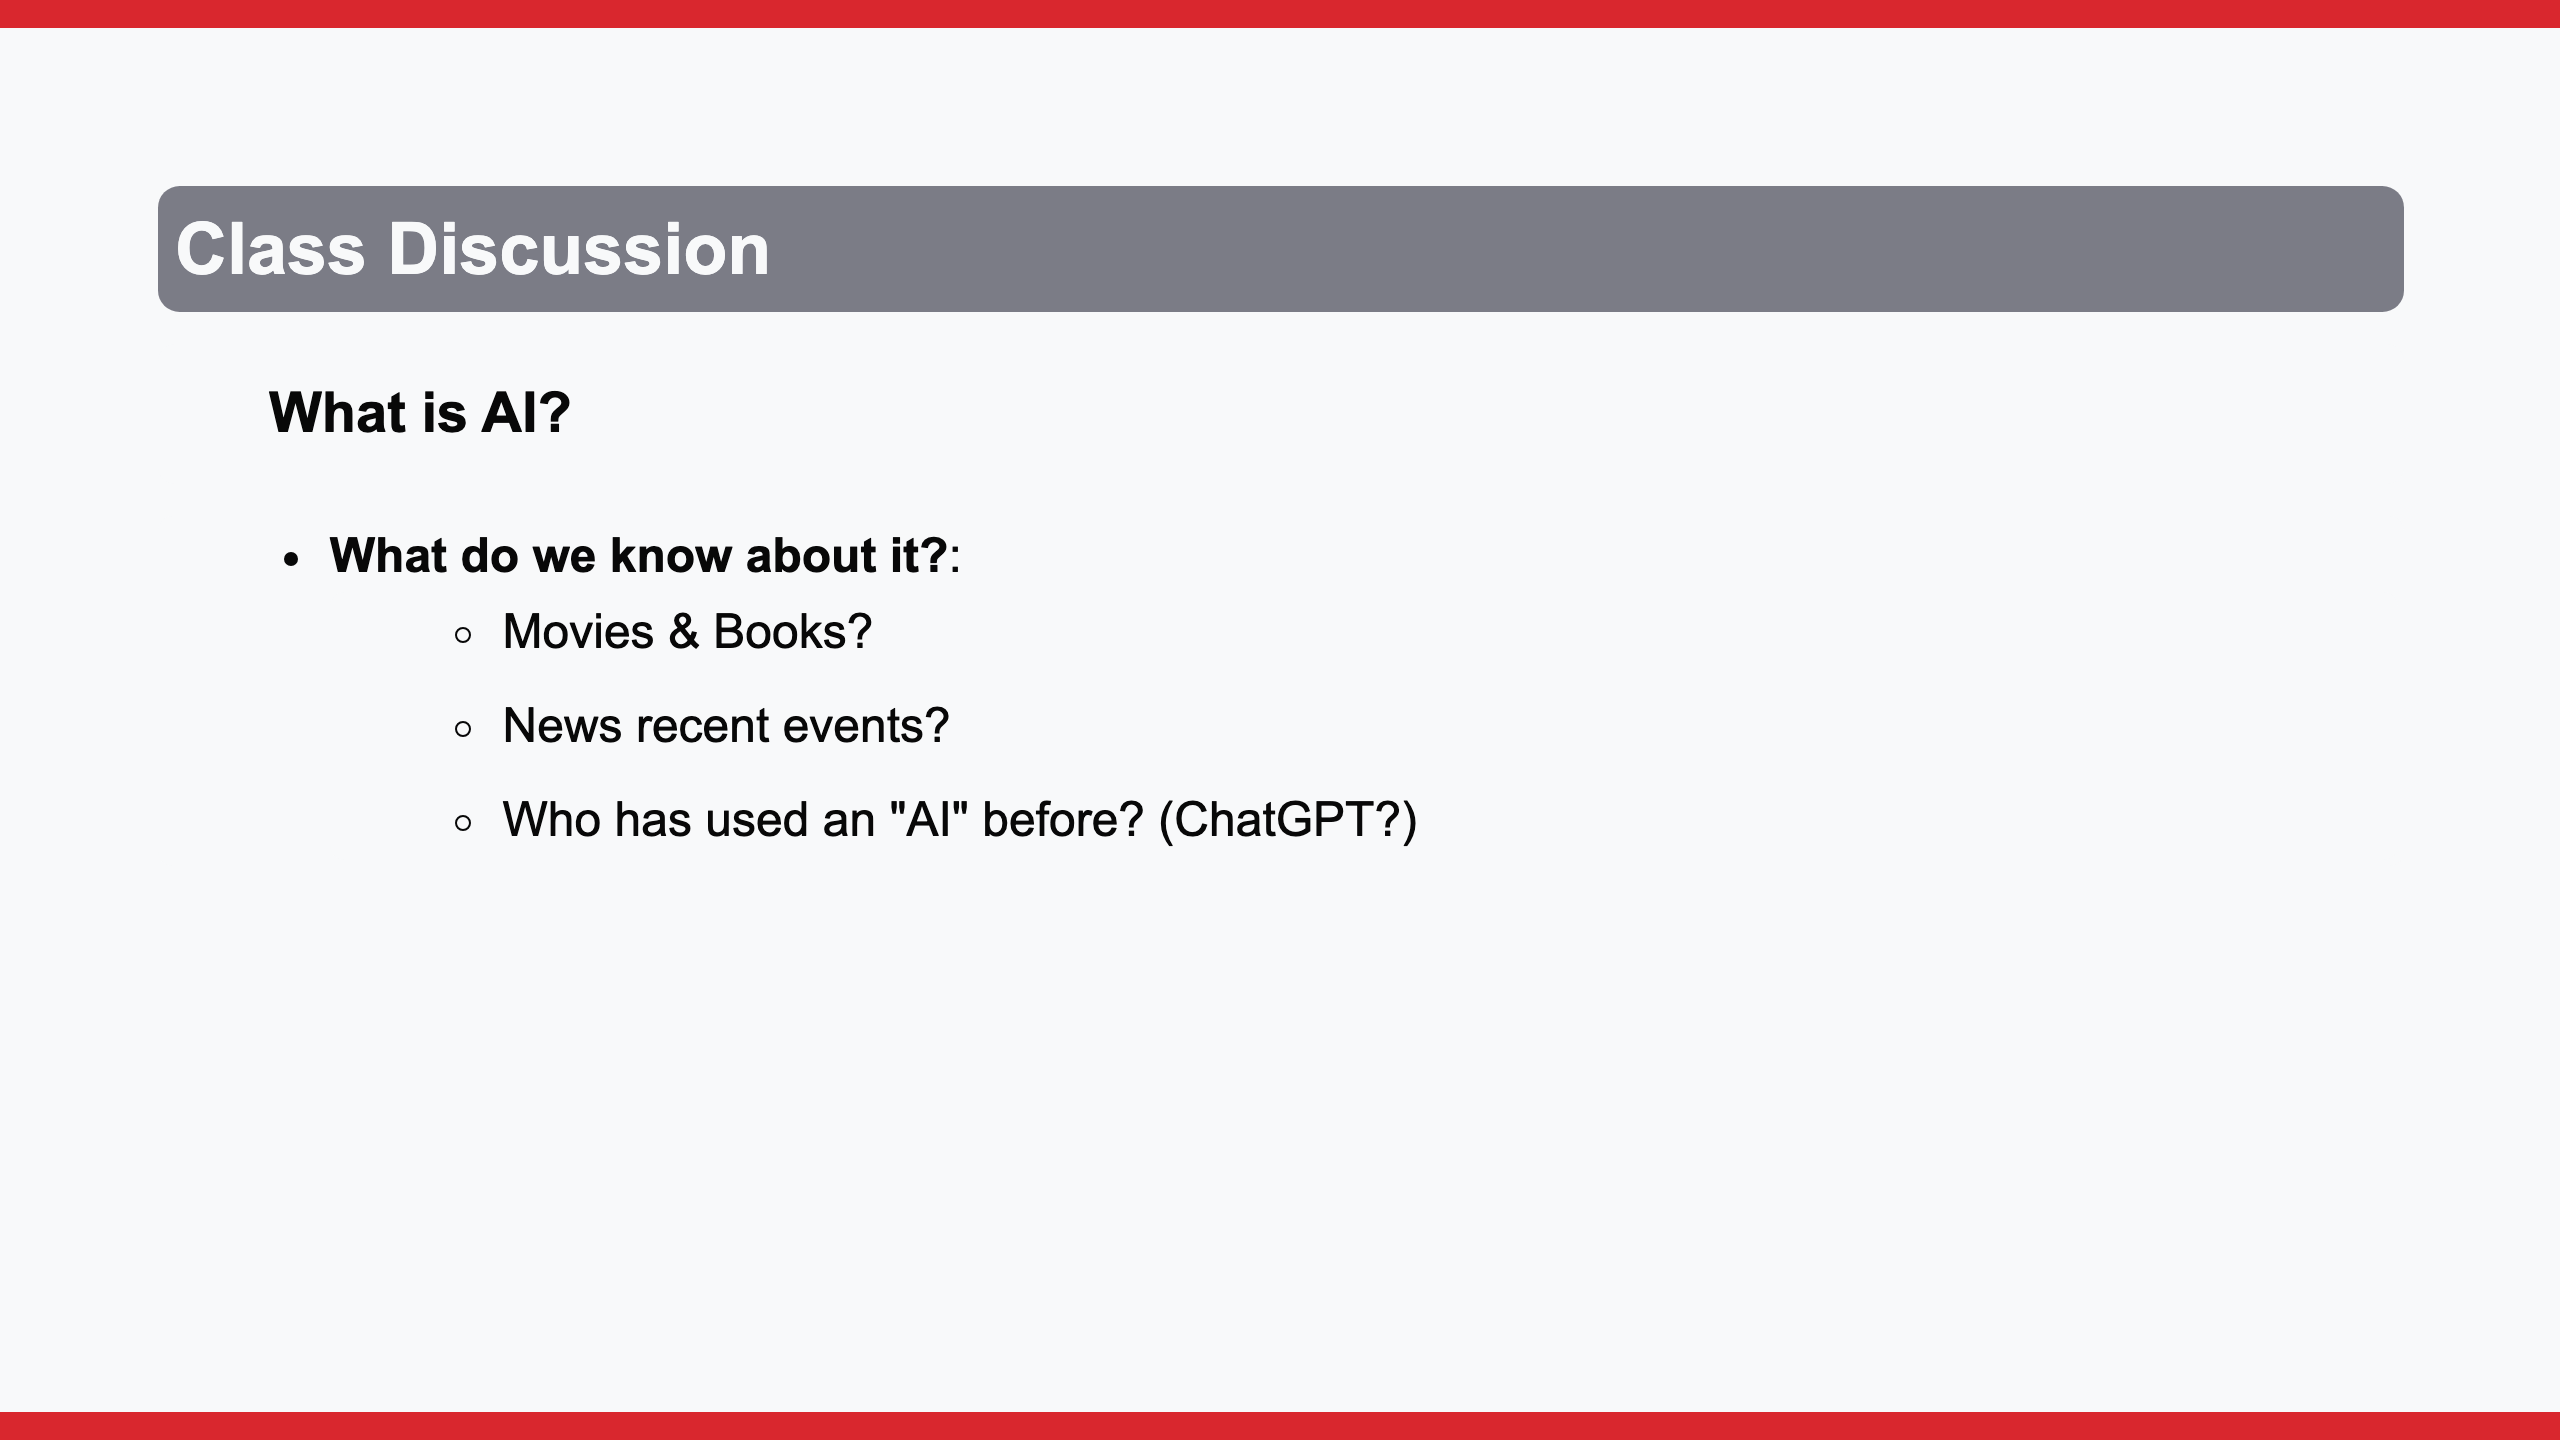 Class Discussion
What is AI?
What do we know about it?:
Movies & Books?
News recent events?
Who has used an "AI" before? (ChatGPT?)